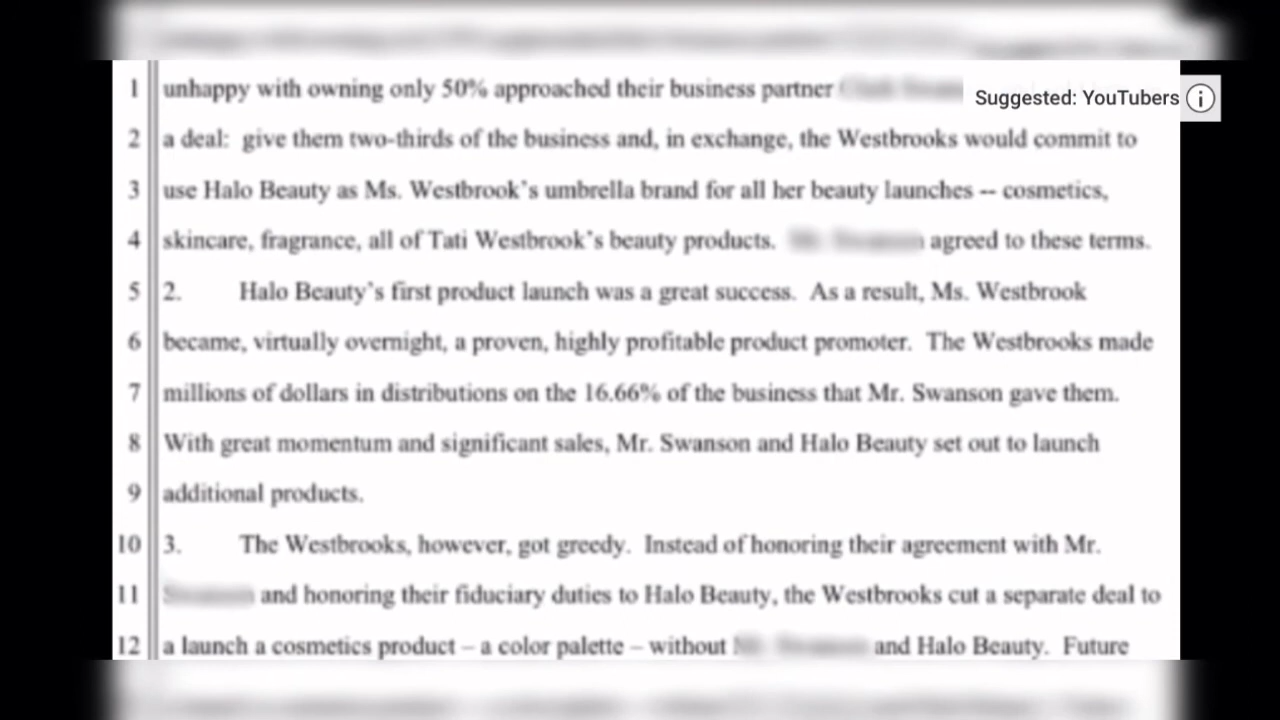 1 unhappy with owning only 50% approached their business partner
Suggested: YouTubers
2 a deal: give them two-thirds of the business and, in exchange, the Westbrooks would commit to
3 use Halo Beauty as Ms. Westbrook's umbrella brand for all her beauty launches -- cosmetics,
4 skincare, fragrance, all of Tati Westbrook's beauty products. agreed to these terms.
5 2. Halo Beauty's first product launch was a great success. As a result, Ms. Westbrook
6 became, virtually overnight, a proven, highly profitable product promoter. The Westbrooks made
7 millions of dollars in distributions on the 16.66% of the business that Mr. Swanson gave them.
8 With great momentum and significant sales, Mr. Swanson and Halo Beauty set out to launch
9 additional products.
10 3. The Westbrooks, however, got greedy. Instead of honoring their agreement with Mr.
11 and honoring their fiduciary duties to Halo Beauty, the Westbrooks cut a separate deal to
12 a launch a cosmetics product – a color palette – without and Halo Beauty. Future